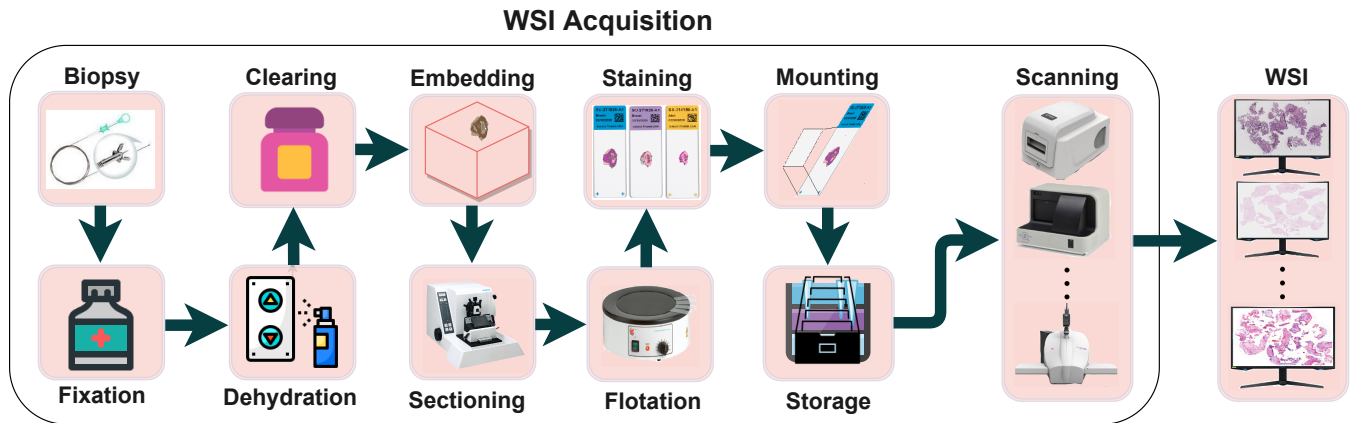 WSI Acquisition
Biopsy
Clearing
Embedding
Staining
Mounting
Scanning
WSI
Fixation
Dehydration
Sectioning
Flotation
Storage